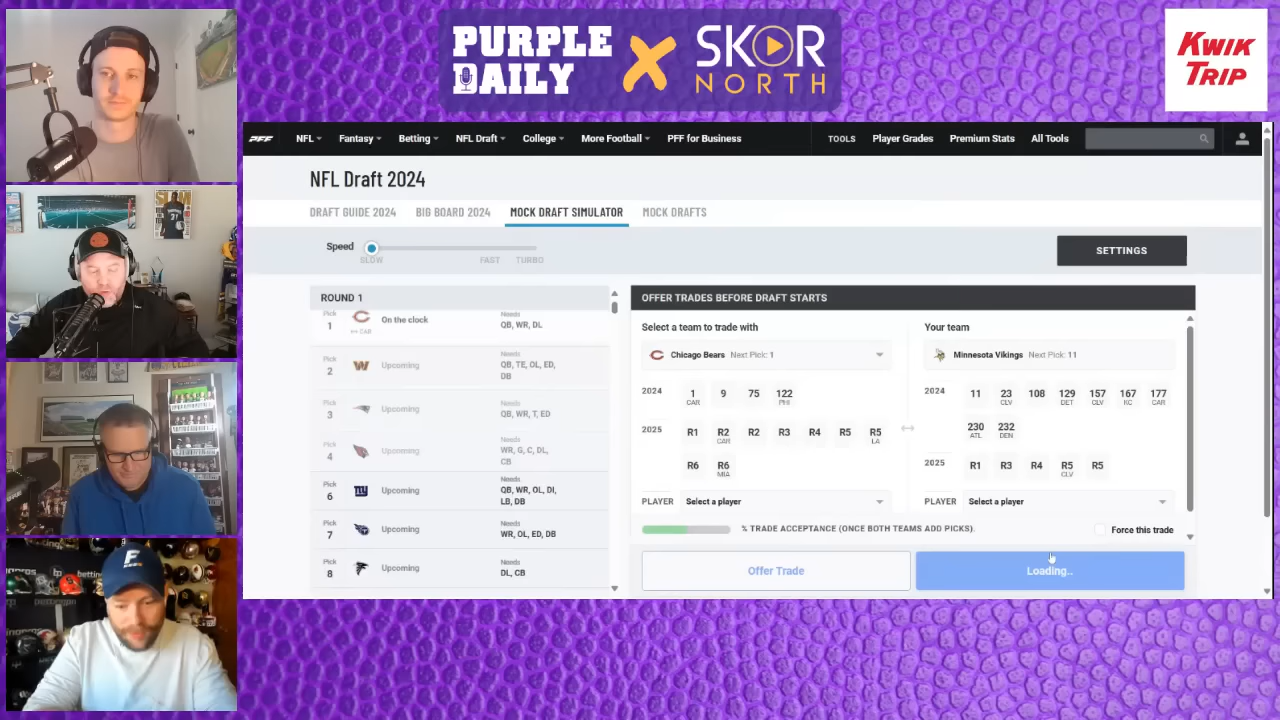 PURPLE DAILY X SKOR NORTH
KWIK TRIP
PFF NFL Fantasy Betting NFL Draft College More Football PFF for Business TOOLS Player Grades Premium Stats All Tools
NFL Draft 2024
DRAFT GUIDE 2024 BIG BOARD 2024 MOCK DRAFT SIMULATOR MOCK DRAFTS
Speed
SLOW FAST TURBO
SETTINGS
ROUND 1
Pick 1 CAR On the clock Needs QB, WR, DL
Pick 2 Upcoming Needs QB, TE, OL, ED, DB
Pick 3 Upcoming Needs QB, WR, T, ED
Pick 4 Upcoming Needs WR, G, C, DL, CB
Pick 6 Upcoming Needs QB, WR, OL, DI, LB, DB
Pick 7 Upcoming Needs WR, OL, ED, DB
Pick 8 Upcoming Needs DL, CB
OFFER TRADES BEFORE DRAFT STARTS
Select a team to trade with
Chicago Bears Next Pick: 1
2024 1 CAR 9 75 122 PHI
2025 R1 R2 CAR R2 R3 R4 R5 R5 LA
R6 R6 MIA
PLAYER Select a player
Your team
Minnesota Vikings Next Pick: 11
2024 11 23 CLV 108 129 DET 157 CLV 167 KC 177 CAR
230 ATL 232 DEN
2025 R1 R3 R4 R5 CLV R5
PLAYER Select a player
% TRADE ACCEPTANCE (ONCE BOTH TEAMS ADD PICKS).
Force this trade
Offer Trade
Loading..
SLAM